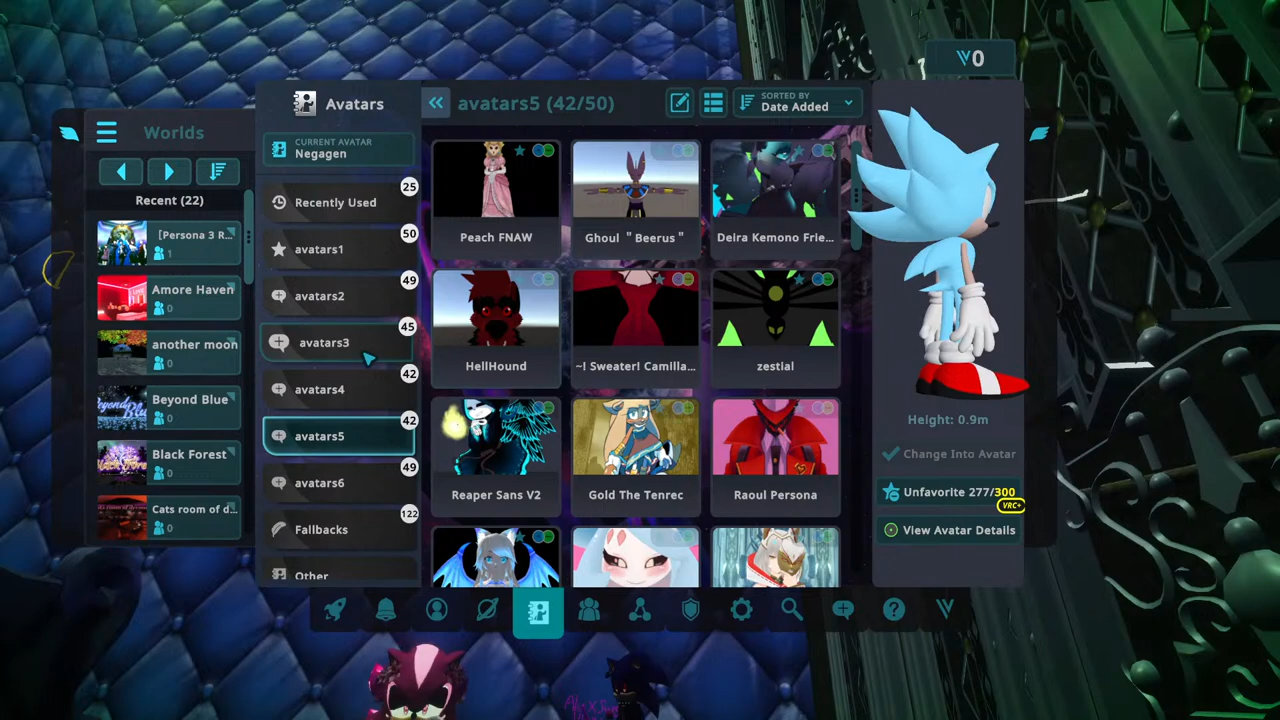 Worlds
Recent (22)
[Persona 3 R...
1
Amore Haven
0
another moon
0
Beyond Blue
0
Black Forest
0
Cats room of d...
0
Avatars
CURRENT AVATAR
Negagen
Recently Used
25
avatars1
50
avatars2
49
avatars3
45
avatars4
42
avatars5
42
avatars6
49
Fallbacks
122
Other
avatars5 (42/50)
SORTED BY
Date Added
Peach FNAW
Ghoul "Beerus"
Deira Kemono Frie...
HellHound
~! Sweater! Camilla...
zestial
Reaper Sans V2
Gold The Tenrec
Raoul Persona
0
Height: 0.9m
Change Into Avatar
Unfavorite 277/300
VRC+
View Avatar Details